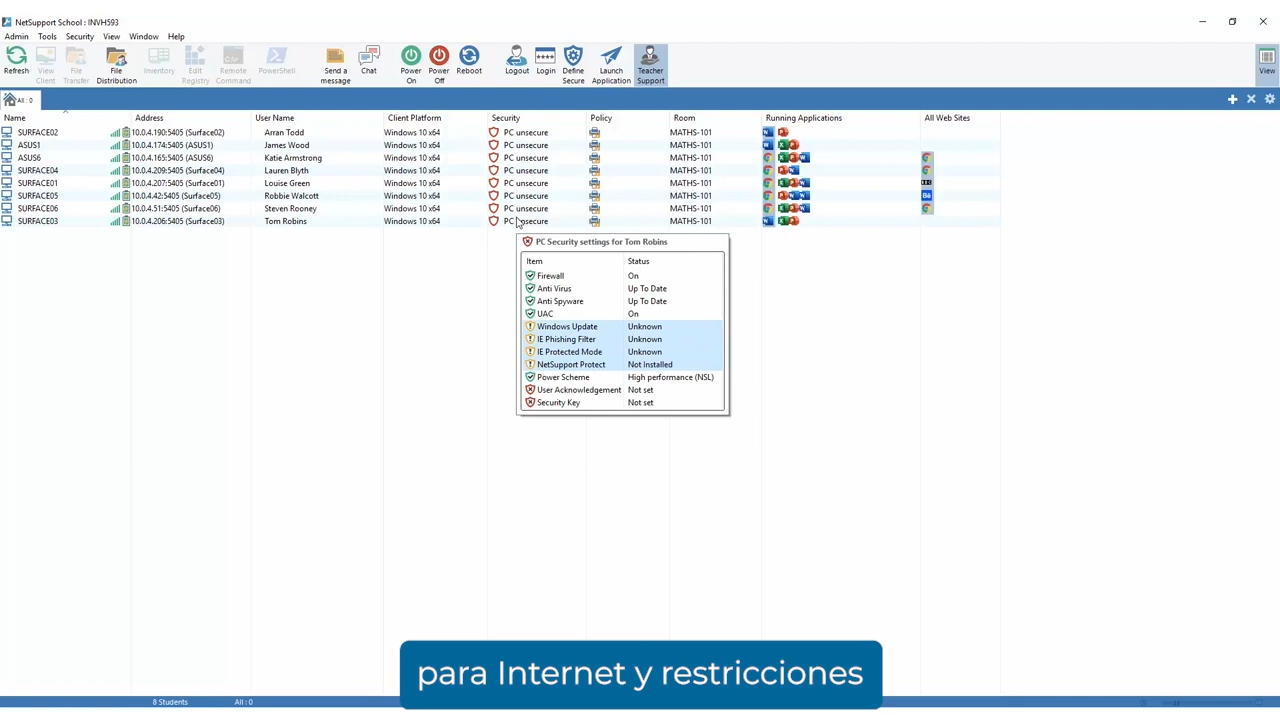 NetSupport School : INVH593
Admin Tools Security View Window Help
Refresh View Client File Transfer File Distribution Inventory Edit Registry Remote Command PowerShell Send a message Chat Power On Power Off Reboot Logout Login Define Secure Launch Application Teacher Support View
All : 0
Name Address User Name Client Platform Security Policy Room Running Applications All Web Sites
SURFACE02 10.0.4.190:5405 (Surface02) Arran Todd Windows 10 x64 PC unsecure MATHS-101
ASUS1 10.0.4.174:5405 (ASUS1) James Wood Windows 10 x64 PC unsecure MATHS-101
ASUS6 10.0.4.165:5405 (ASUS6) Katie Armstrong Windows 10 x64 PC unsecure MATHS-101
SURFACE04 10.0.4.209:5405 (Surface04) Lauren Blyth Windows 10 x64 PC unsecure MATHS-101
SURFACE01 10.0.4.207:5405 (Surface01) Louise Green Windows 10 x64 PC unsecure MATHS-101
SURFACE05 10.0.4.42:5405 (Surface05) Robbie Walcott Windows 10 x64 PC unsecure MATHS-101
SURFACE06 10.0.4.51:5405 (Surface06) Steven Rooney Windows 10 x64 PC unsecure MATHS-101
SURFACE03 10.0.4.206:5405 (Surface03) Tom Robins Windows 10 x64 PC unsecure MATHS-101
PC Security settings for Tom Robins
Item Status
Firewall On
Anti Virus Up To Date
Anti Spyware Up To Date
UAC On
Windows Update Unknown
IE Phishing Filter Unknown
IE Protected Mode Unknown
NetSupport Protect Not Installed
Power Scheme High performance (NSL)
User Acknowledgement Not set
Security Key Not set
para Internet y restricciones
8 Students All : 0